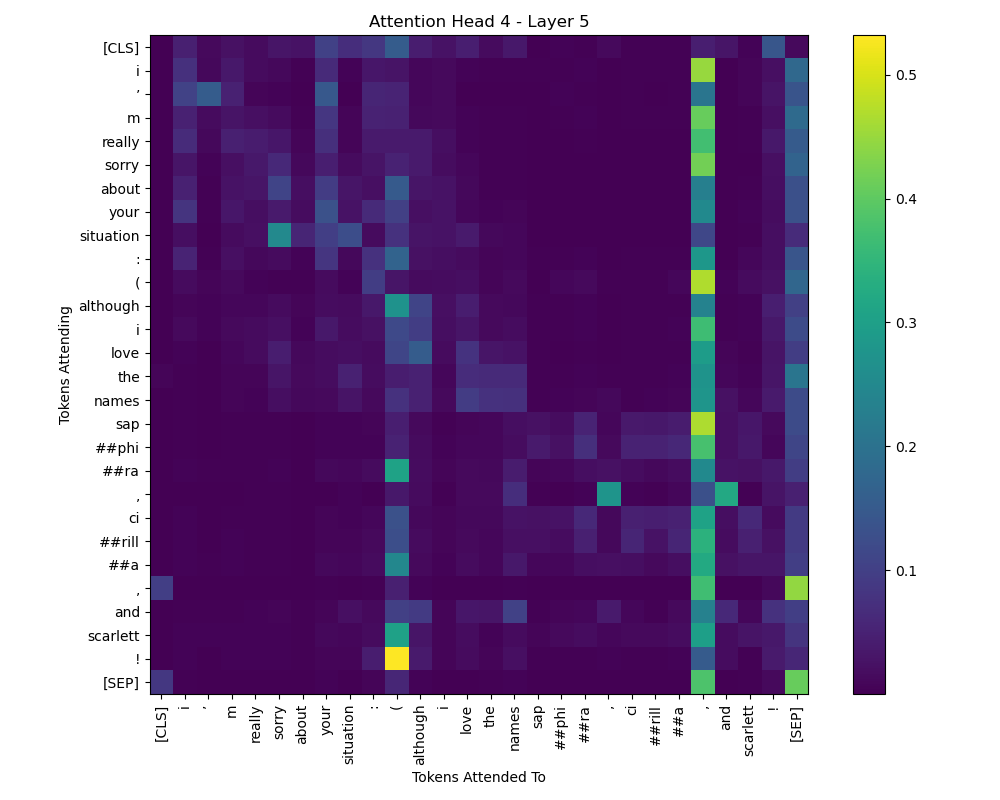 Attention Head 4 - Layer 5
Tokens Attending
[CLS]
i
’
m
really
sorry
about
your
situation
:
(
although
i
love
the
names
sap
##phi
##ra
,
ci
##rill
##a
,
and
scarlett
!
[SEP]
[CLS]
i
’
m
really
sorry
about
your
situation
:
(
although
i
love
the
names
sap
##phi
##ra
,
ci
##rill
##a
,
and
scarlett
!
[SEP]
Tokens Attended To
0.5
0.4
0.3
0.2
0.1